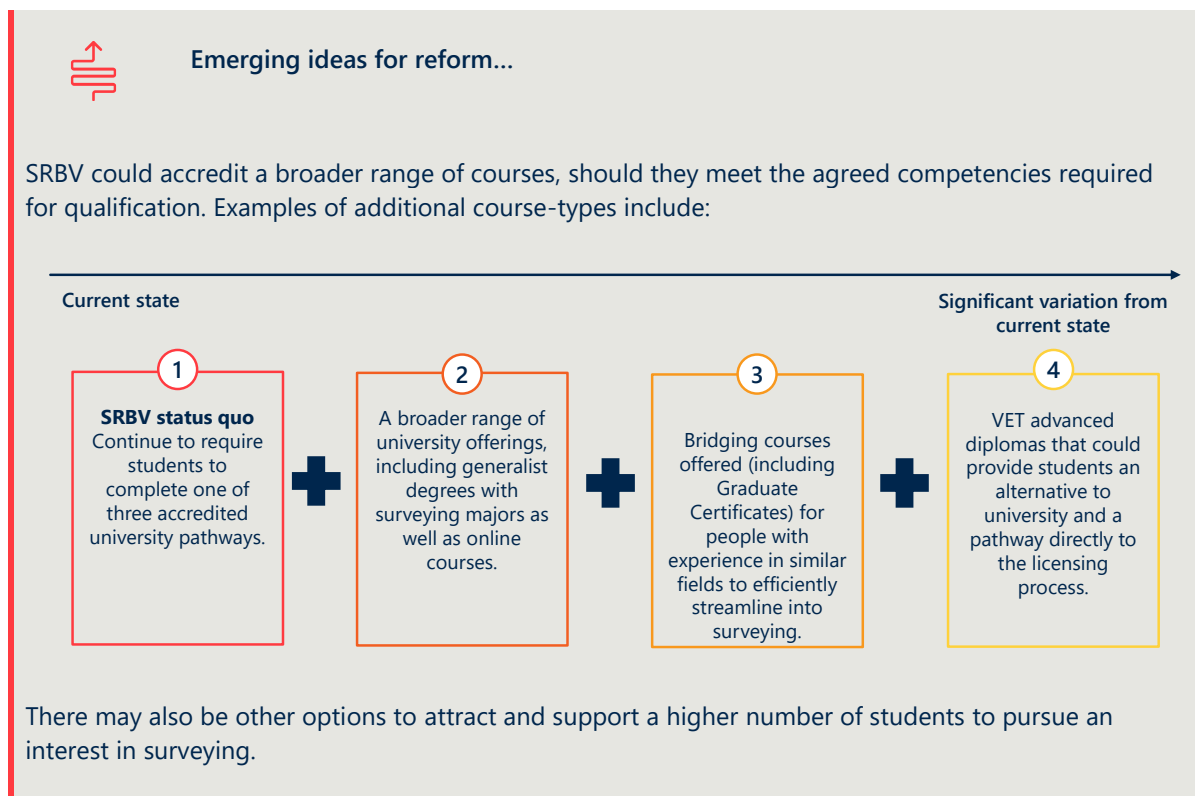 Emerging ideas for reform...
SRBV could accredit a broader range of courses, should they meet the agreed competencies required
for qualification. Examples of additional course-types include:
Current state
Significant variation from
current state
1
SRBV status quo
Continue to require
students to
complete one of
three accredited
university pathways.
2
A broader range of
university offerings,
including generalist
degrees with
surveying majors as
well as online
courses.
3
Bridging courses
offered (including
Graduate
Certificates) for
people with
experience in similar
fields to efficiently
streamline into
surveying.
4
VET advanced
diplomas that could
provide students an
alternative to
university and a
pathway directly to
the licensing
process.
There may also be other options to attract and support a higher number of students to pursue an
interest in surveying.